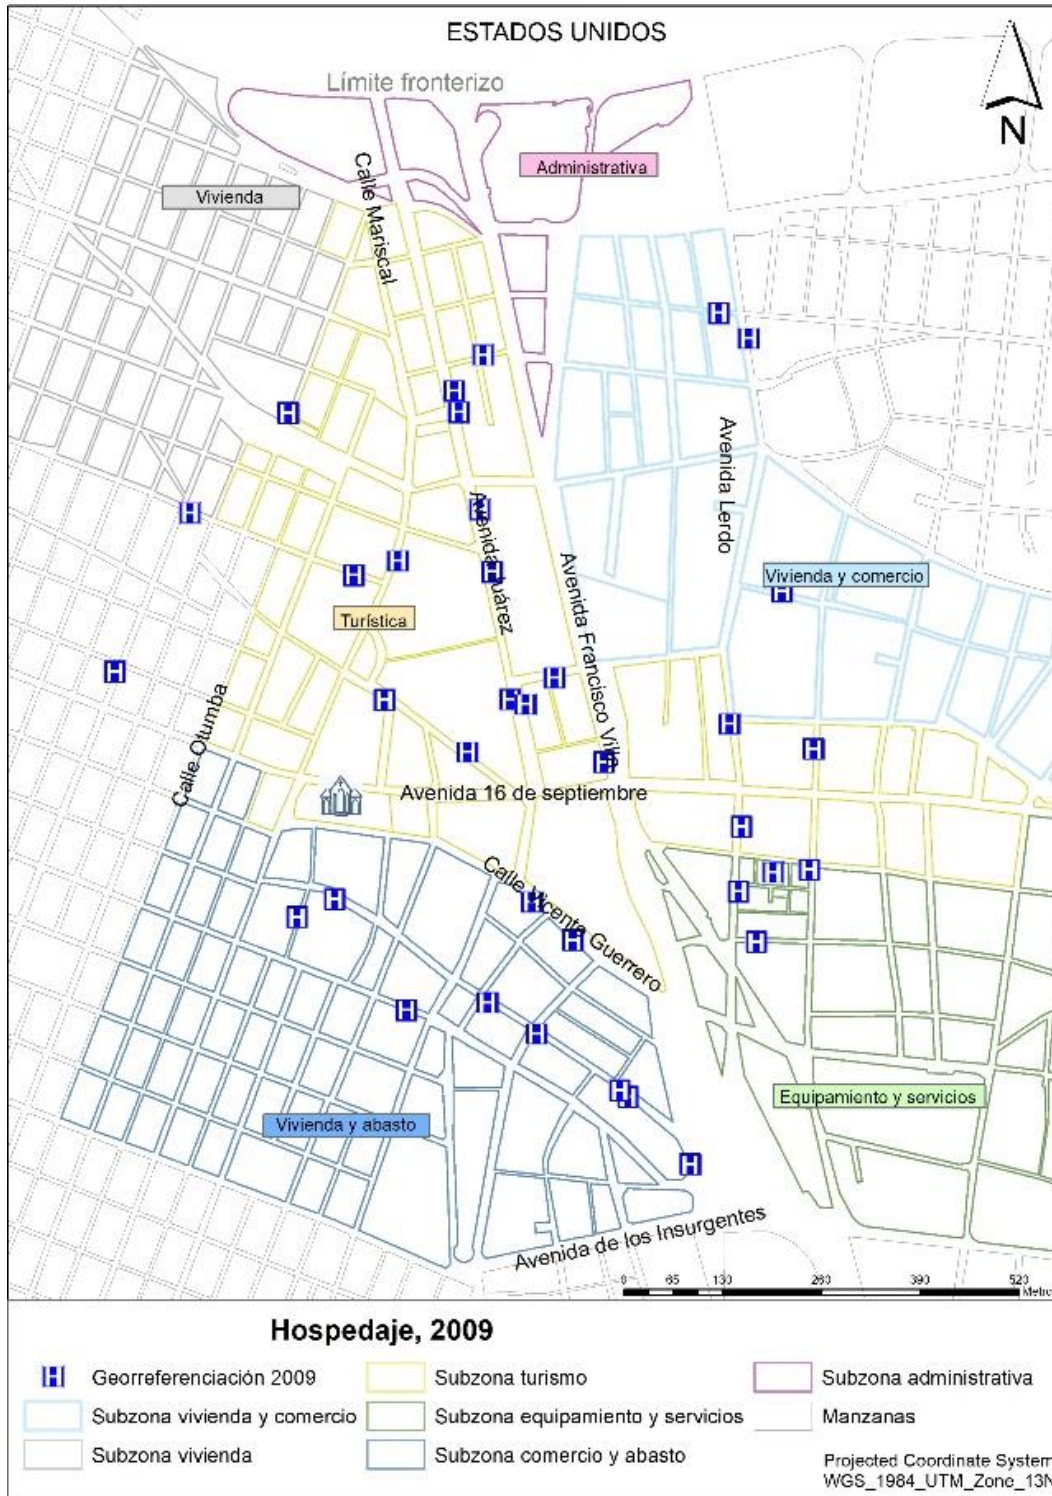 ESTADOS UNIDOS
Límite fronterizo
N
Administrativa
Vivienda
Calle Mariscal
Avenida Lerdo
Avenida Juárez
Avenida Francisco Villa
Vivienda y comercio
Turística
Calle Otumba
Avenida 16 de septiembre
Calle Vicente Guerrero
Equipamiento y servicios
Vivienda y abasto
Avenida de los Insurgentes
0 65 130 260 390 520
Metro
Hospedaje, 2009
H Georreferenciación 2009
Subzona turismo
Subzona administrativa
Subzona vivienda y comercio
Subzona equipamiento y servicios
Manzanas
Subzona vivienda
Subzona comercio y abasto
Projected Coordinate System
WGS_1984_UTM_Zone_13N